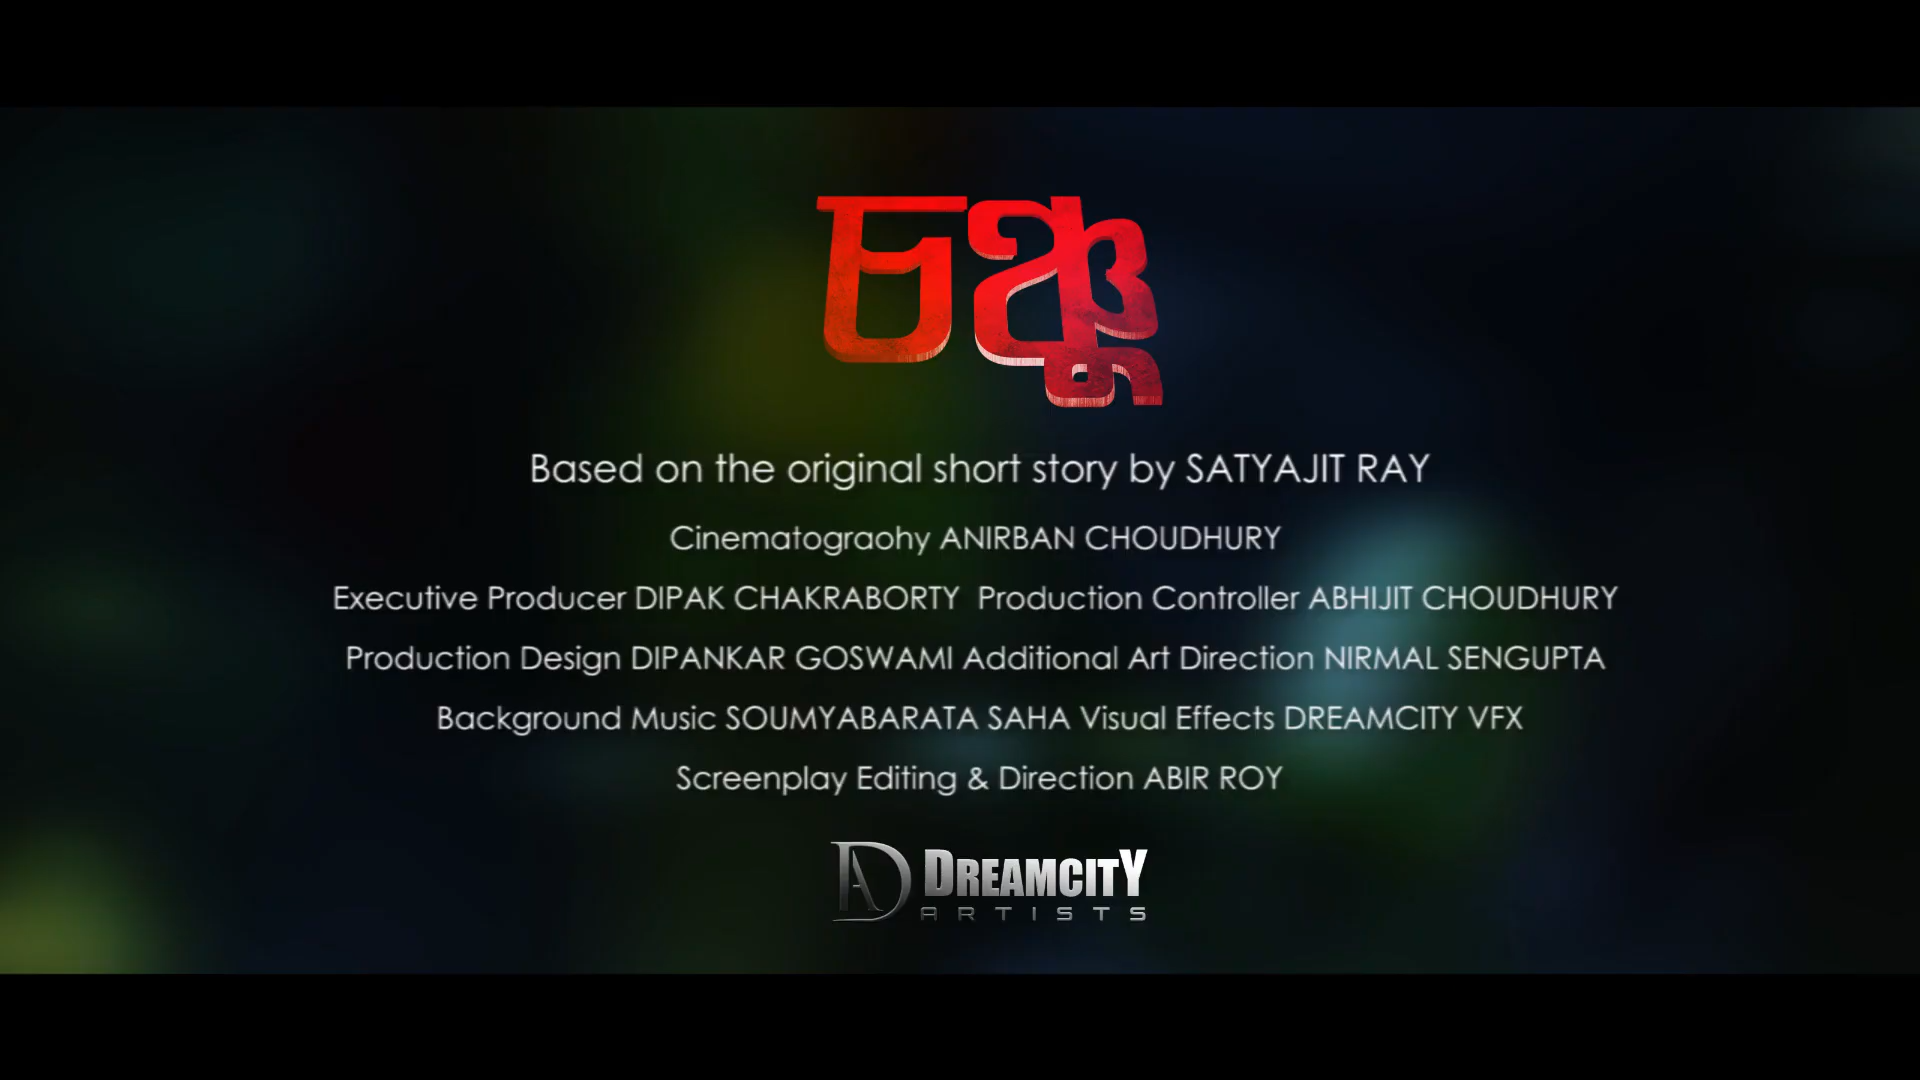 চঞ্চু
Based on the original short story by SATYAJIT RAY
Cinematograohy ANIRBAN CHOUDHURY
Executive Producer DIPAK CHAKRABORTY Production Controller ABHIJIT CHOUDHURY
Production Design DIPANKAR GOSWAMI Additional Art Direction NIRMAL SENGUPTA
Background Music SOUMYABARATA SAHA Visual Effects DREAMCITY VFX
Screenplay Editing & Direction ABIR ROY
DA DREAMCITY
ARTISTS